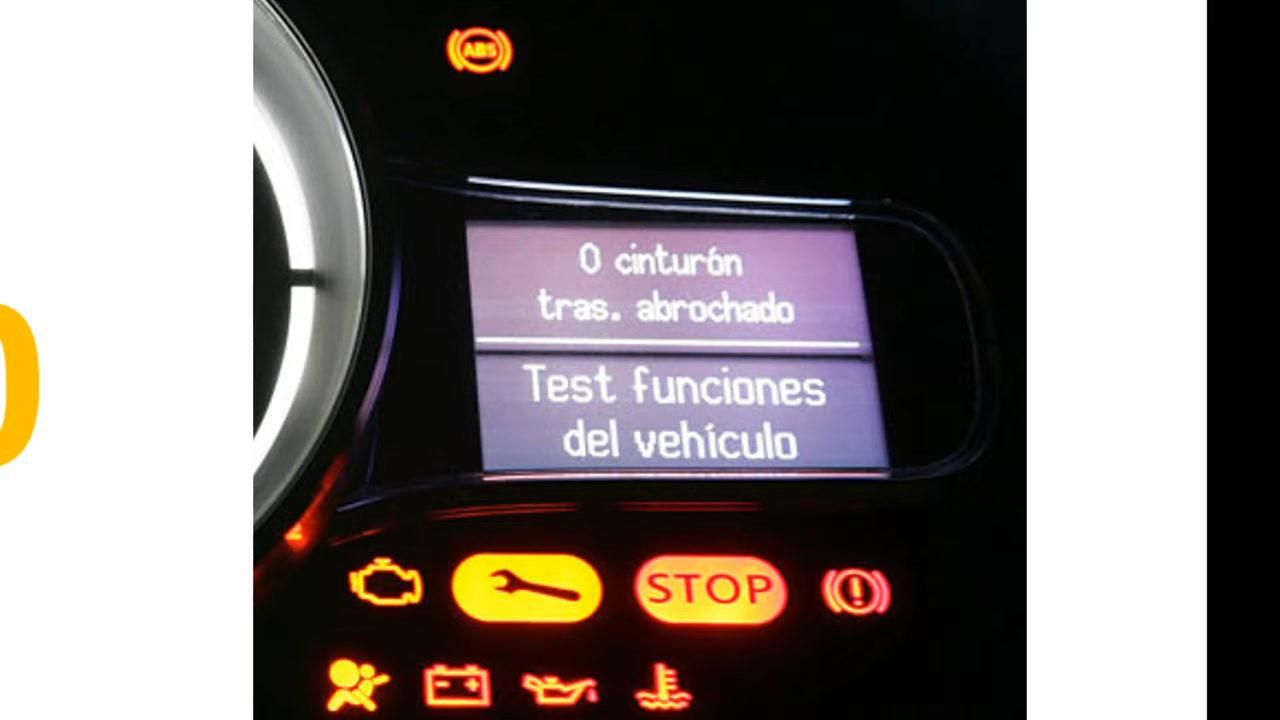 ABS
0 cinturón
tras. abrochado
Test funciones
del vehículo
STOP